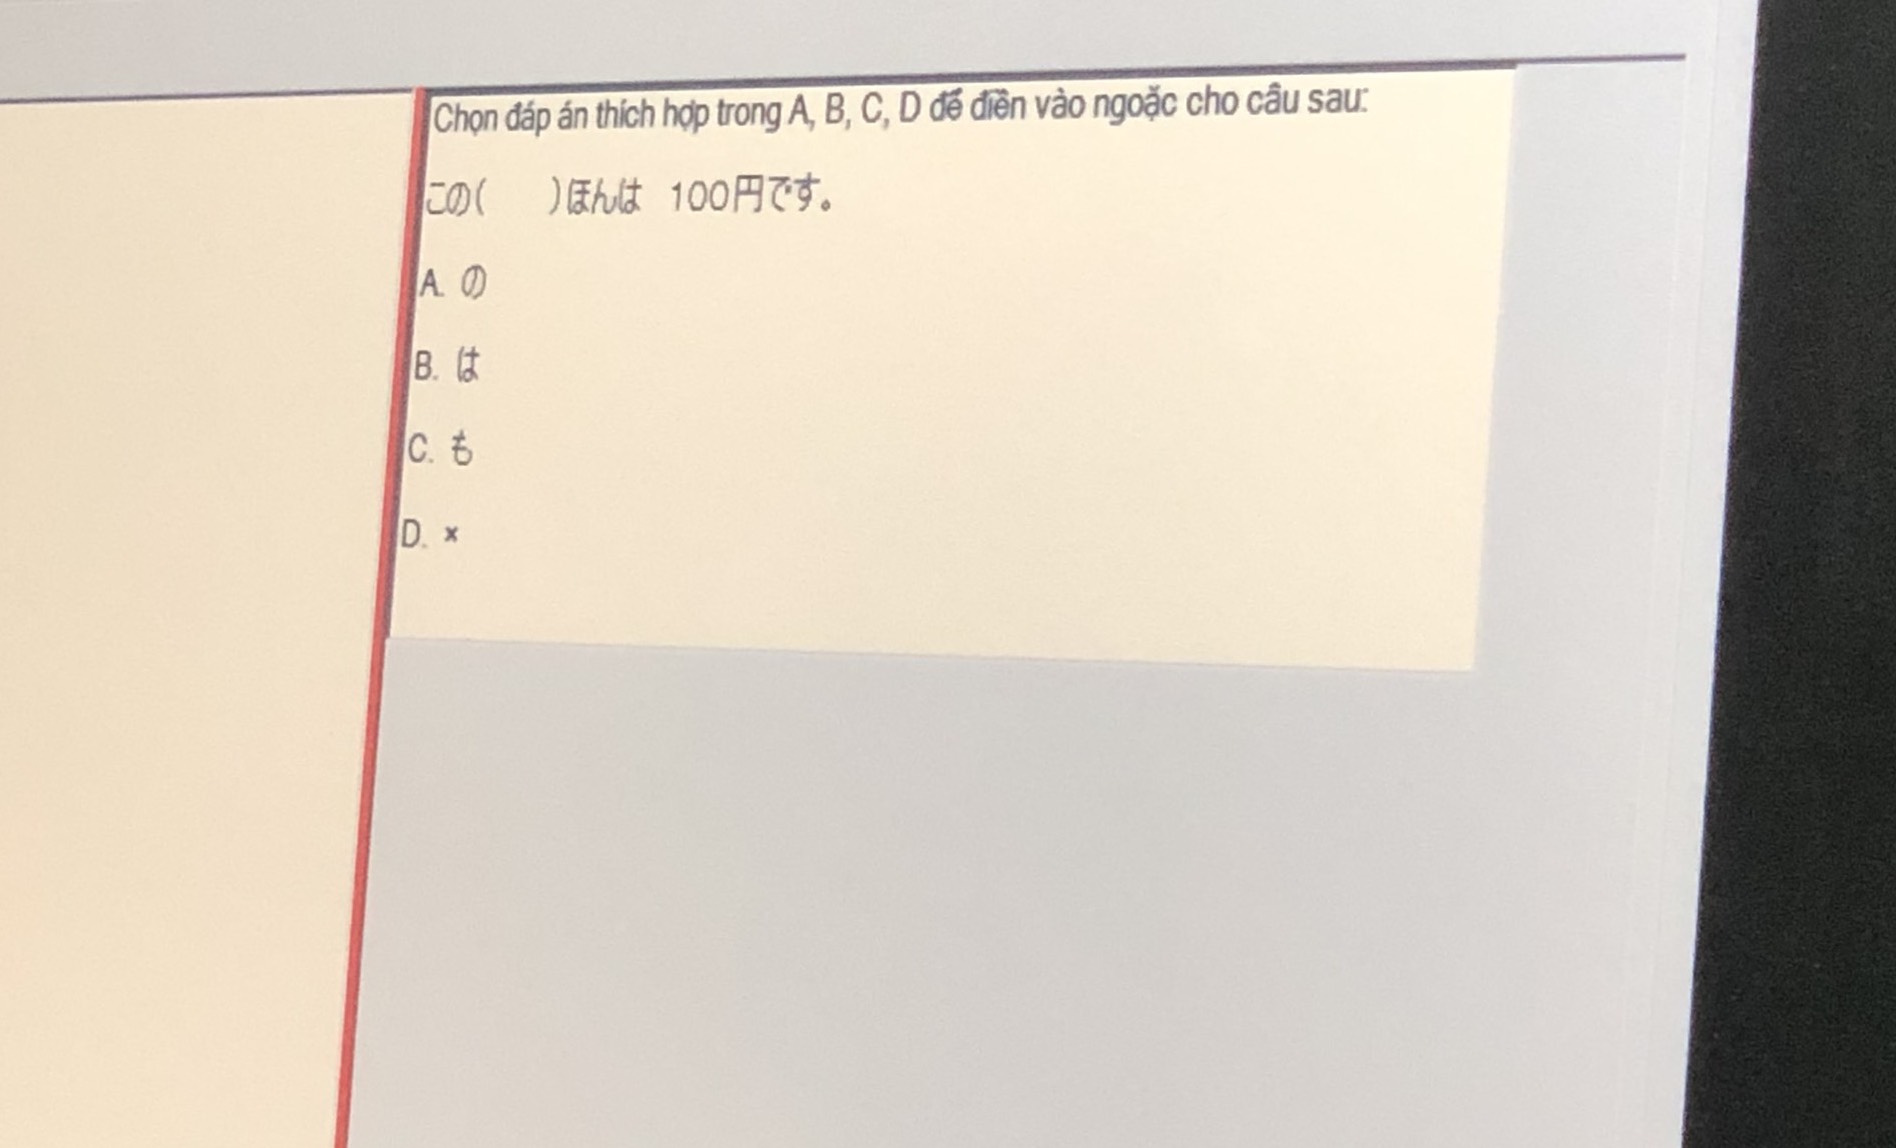 Chọn đáp án thích hợp trong A, B, C, D để điền vào ngoặc cho câu sau:
この(　　)ほんは 100円です。
A. の
B. は
C. も
D. ×